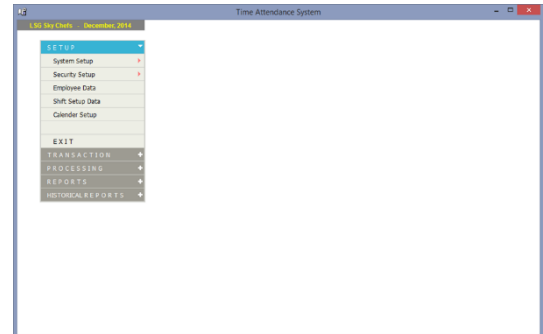 Time Attendance System
LSG Sky Chefs - December, 2014
SETUP
System Setup
Security Setup
Employee Data
Shift Setup Data
Calender Setup
EXIT
TRANSACTION
PROCESSING
REPORTS
HISTORICAL REPORTS